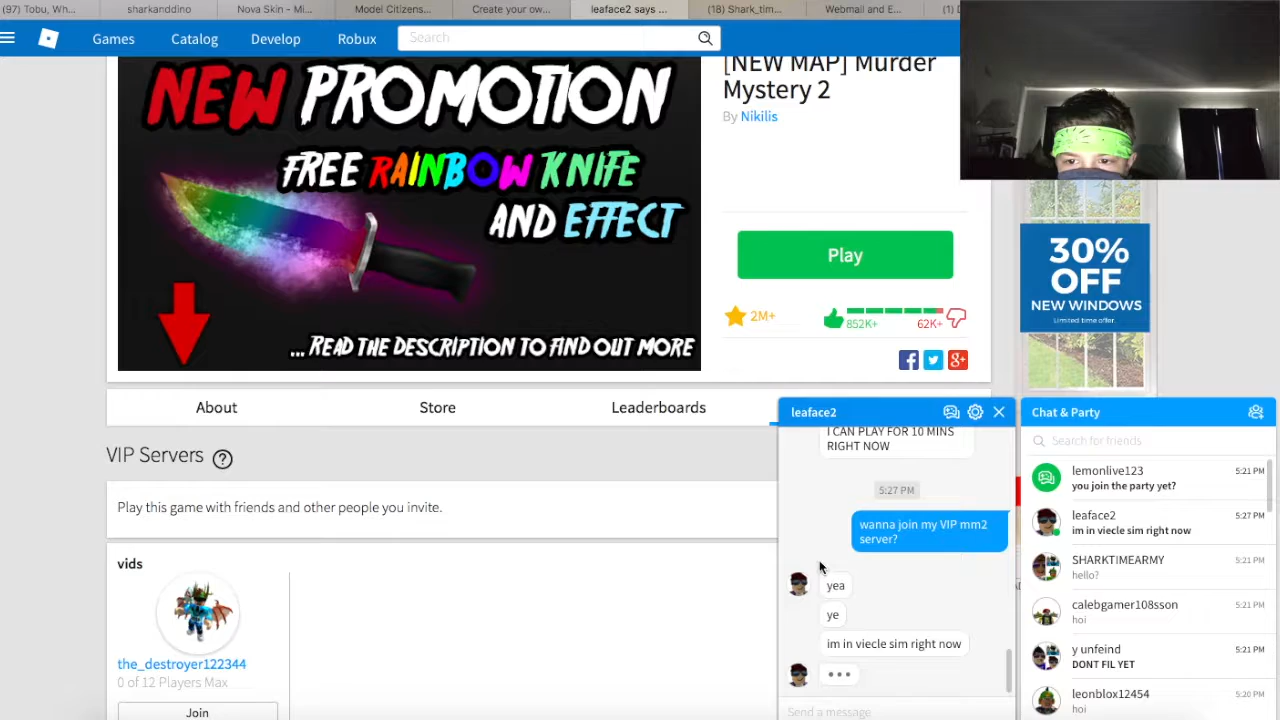 (97) Tobu, Wh...
sharkanddino
Nova Skin - Mi...
Model Citizens...
Create your ow...
leaface2 says ...
(18) Shark_tim...
Webmail and E...
Games
Catalog
Develop
Robux
Search
NEW PROMOTION
FREE RAINBOW KNIFE
AND EFFECT
... READ THE DESCRIPTION TO FIND OUT MORE
[NEW MAP] Murder
Mystery 2
By Nikilis
Play
2M+
852K+
62K+
30%
OFF
NEW WINDOWS
Limited time offer.
About
Store
Leaderboards
VIP Servers ?
Play this game with friends and other people you invite.
vids
the_destroyer122344
0 of 12 Players Max
Join
leaface2
I CAN PLAY FOR 10 MINS
RIGHT NOW
5:27 PM
wanna join my VIP mm2
server?
yea
ye
im in viecle sim right now
Send a message
Chat & Party
Search for friends
lemonlive123
5:21 PM
you join the party yet?
leaface2
5:27 PM
im in viecle sim right now
SHARKTIMEARMY
5:21 PM
hello?
calebgamer108sson
5:21 PM
hoi
y unfeind
5:21 PM
DONT FIL YET
leonblox12454
5:20 PM
hoi